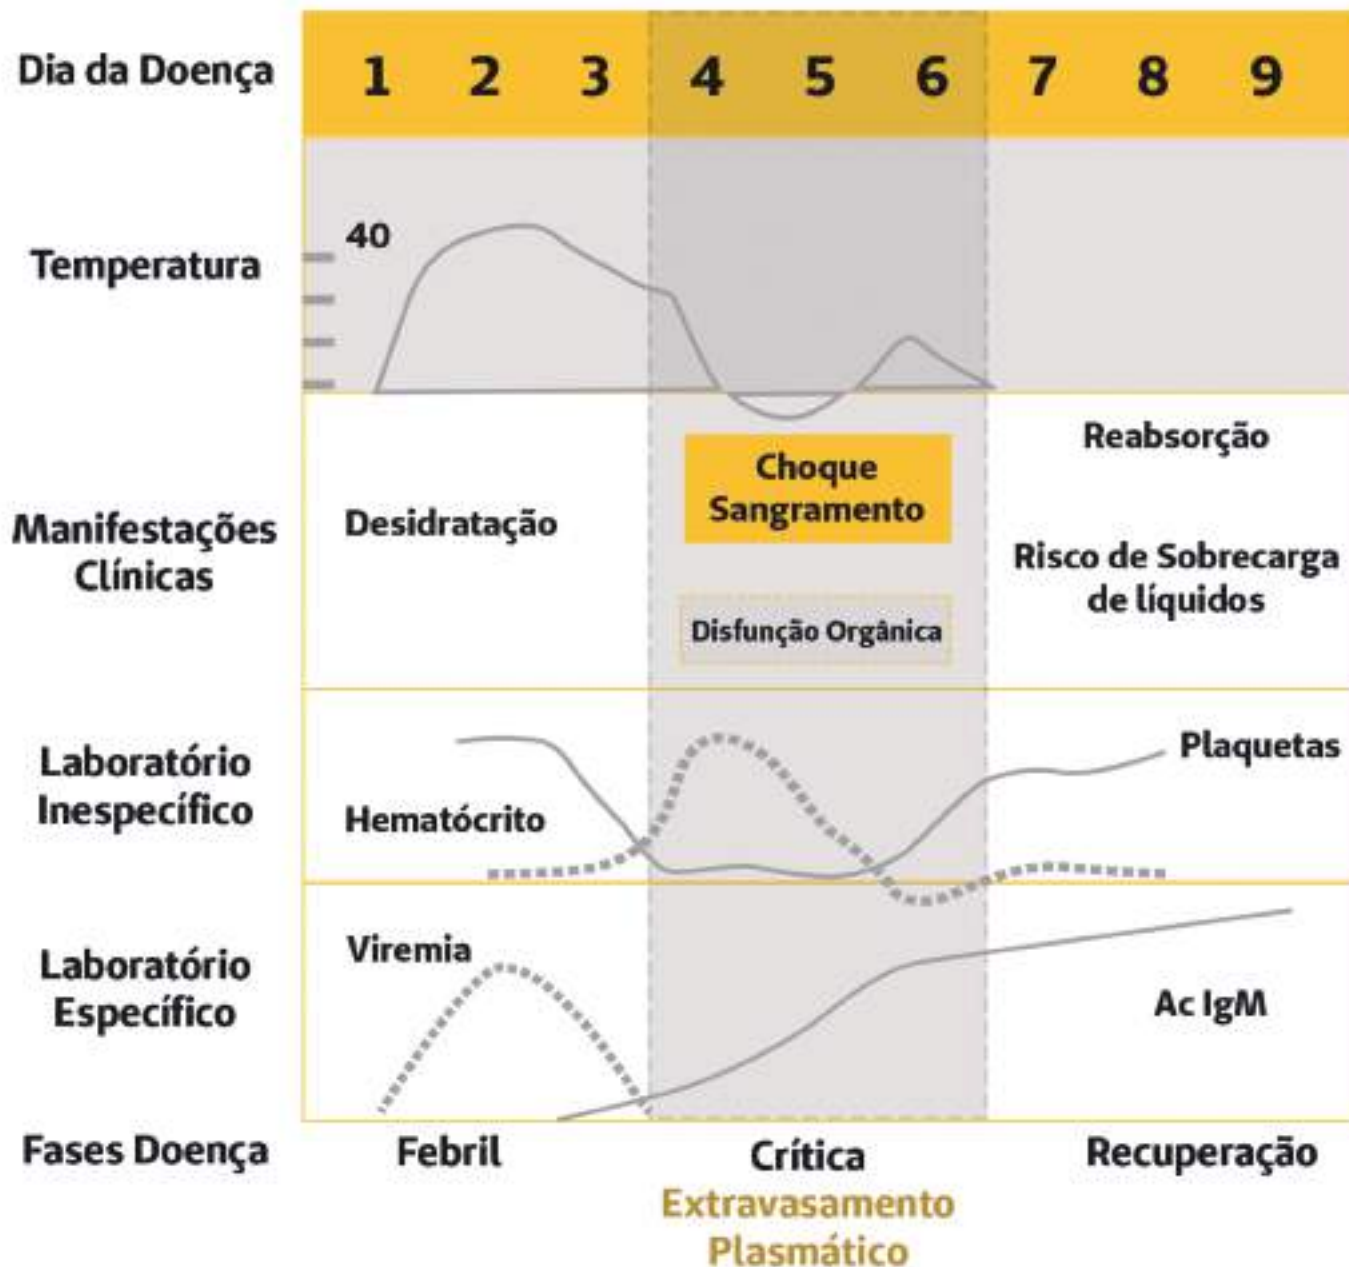 Dia da Doença
1 2 3 4 5 6 7 8 9
Temperatura
40
Manifestações
Clínicas
Desidratação
Choque
Sangramento
Disfunção Orgânica
Reabsorção
Risco de Sobrecarga
de líquidos
Laboratório
Inespecífico
Hematócrito
Plaquetas
Laboratório
Específico
Viremia
Ac IgM
Fases Doença
Febril
Crítica
Extravasamento
Plasmático
Recuperação